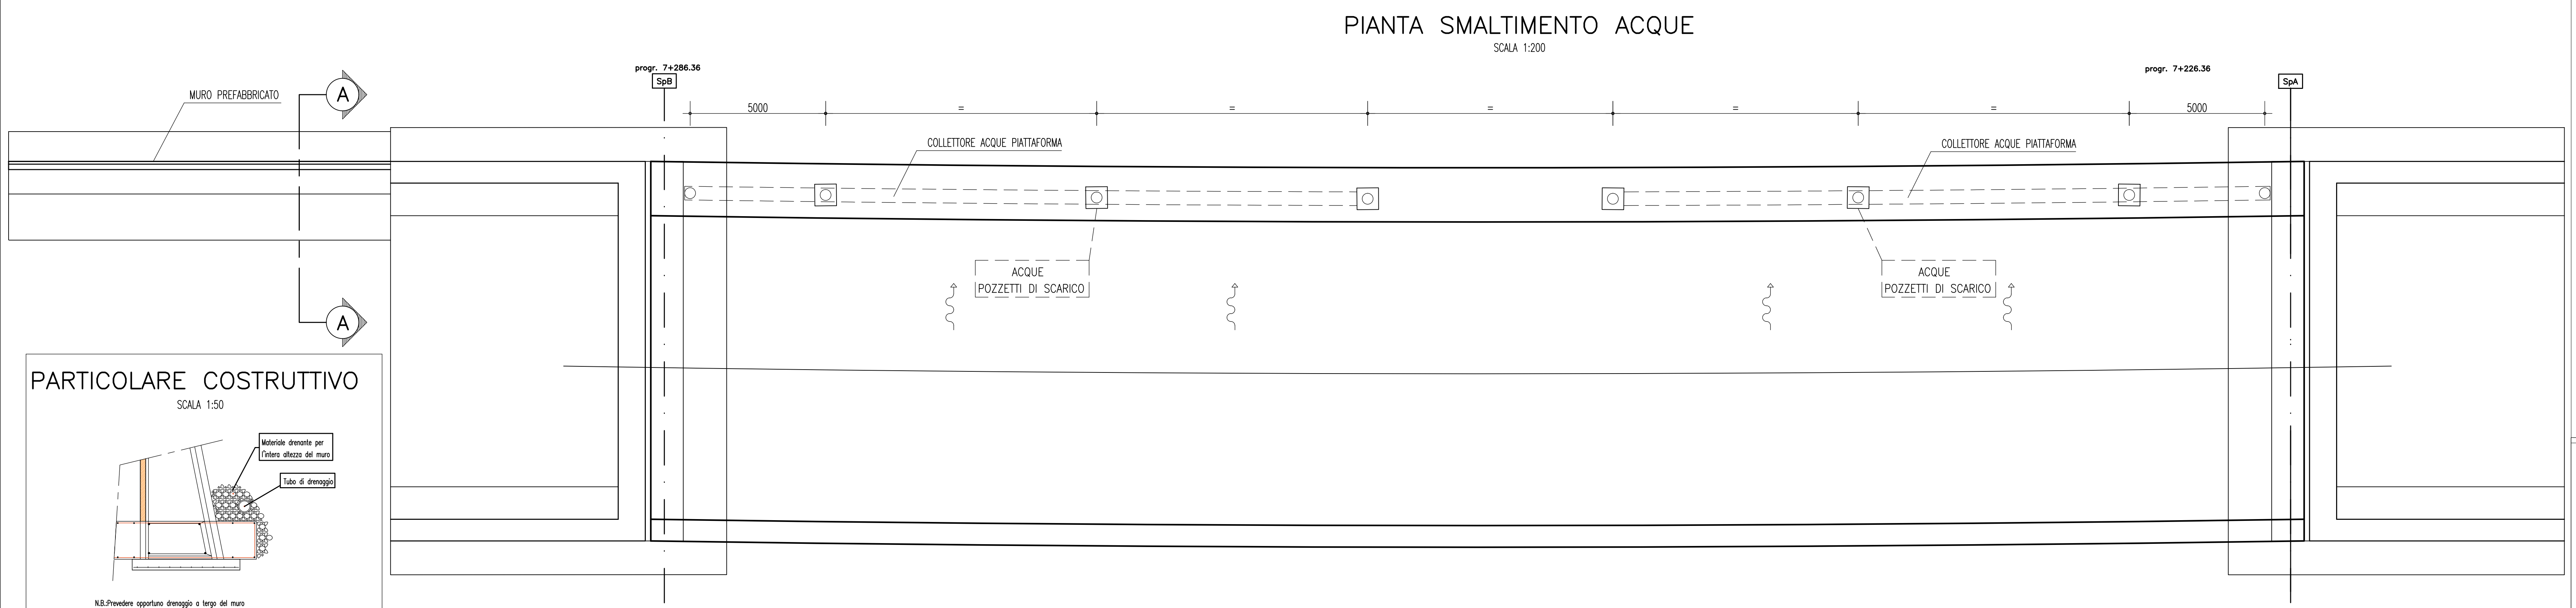 PIANTA SMALTIMENTO ACQUE
SCALA 1:200
progr. 7+286.36
SpB
progr. 7+226.36
SpA
MURO PREFABBRICATO
A
5000
=
=
=
=
=
5000
COLLETTORE ACQUE PIATTAFORMA
COLLETTORE ACQUE PIATTAFORMA
ACQUE
POZZETTI DI SCARICO
ACQUE
POZZETTI DI SCARICO
A
PARTICOLARE COSTRUTTIVO
SCALA 1:50
Materiale drenante per
l'intera altezza del muro
Tubo di drenaggio
N.B.:Prevedere opportuno drenaggio a tergo del muro